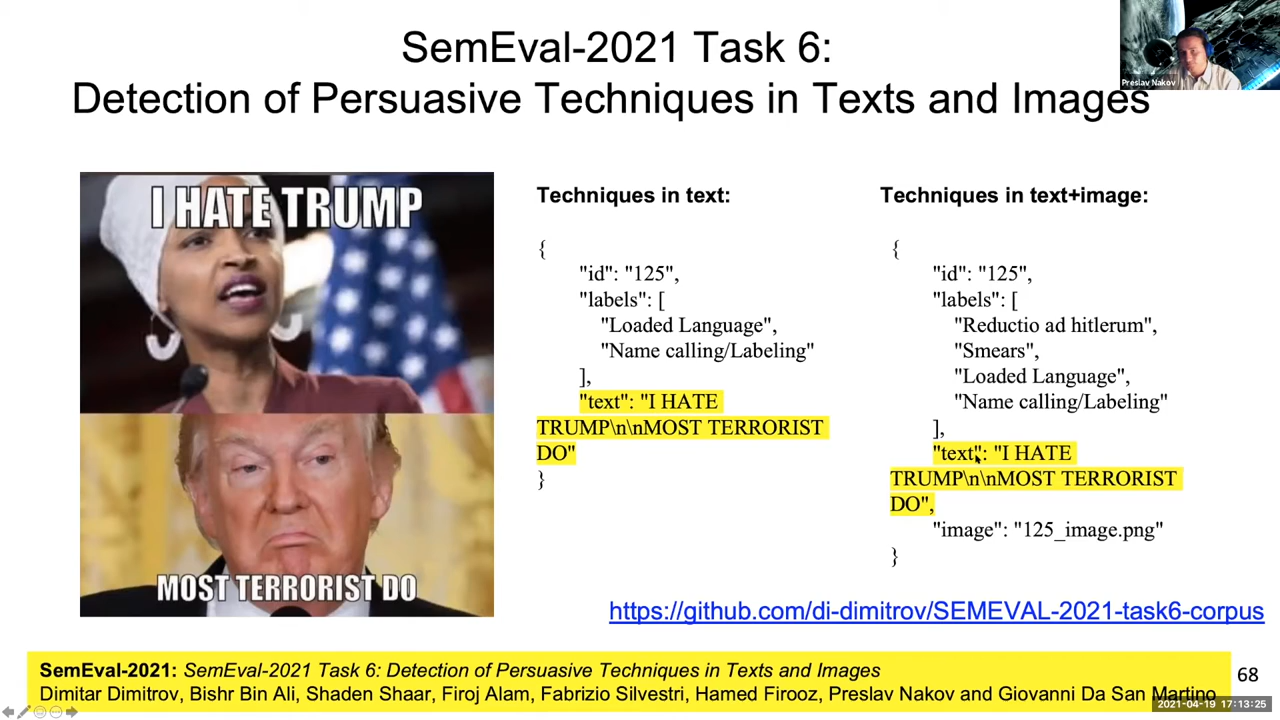 SemEval-2021 Task 6:
Detection of Persuasive Techniques in Texts and Images
Preslav Nakov
I HATE TRUMP
MOST TERRORIST DO
Techniques in text:
{
"id": "125",
"labels": [
"Loaded Language",
"Name calling/Labeling"
],
"text": "I HATE
TRUMP\n\nMOST TERRORIST
DO"
}
Techniques in text+image:
{
"id": "125",
"labels": [
"Reductio ad hitlerum",
"Smears",
"Loaded Language",
"Name calling/Labeling"
],
"text": "I HATE
TRUMP\n\nMOST TERRORIST
DO",
"image": "125_image.png"
}
https://github.com/di-dimitrov/SEMEVAL-2021-task6-corpus
SemEval-2021: SemEval-2021 Task 6: Detection of Persuasive Techniques in Texts and Images
Dimitar Dimitrov, Bishr Bin Ali, Shaden Shaar, Firoj Alam, Fabrizio Silvestri, Hamed Firooz, Preslav Nakov and Giovanni Da San Martino
68
2021-04-19 17:13:25